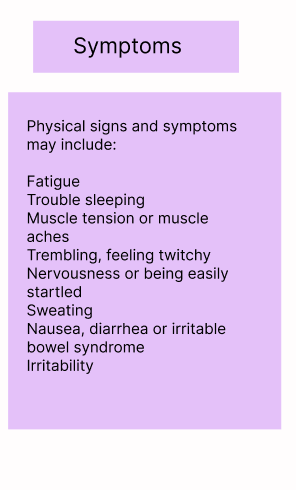 Symptoms
Physical signs and symptoms
may include:
Fatigue
Trouble sleeping
Muscle tension or muscle
aches
Trembling, feeling twitchy
Nervousness or being easily
startled
Sweating
Nausea, diarrhea or irritable
bowel syndrome
Irritability